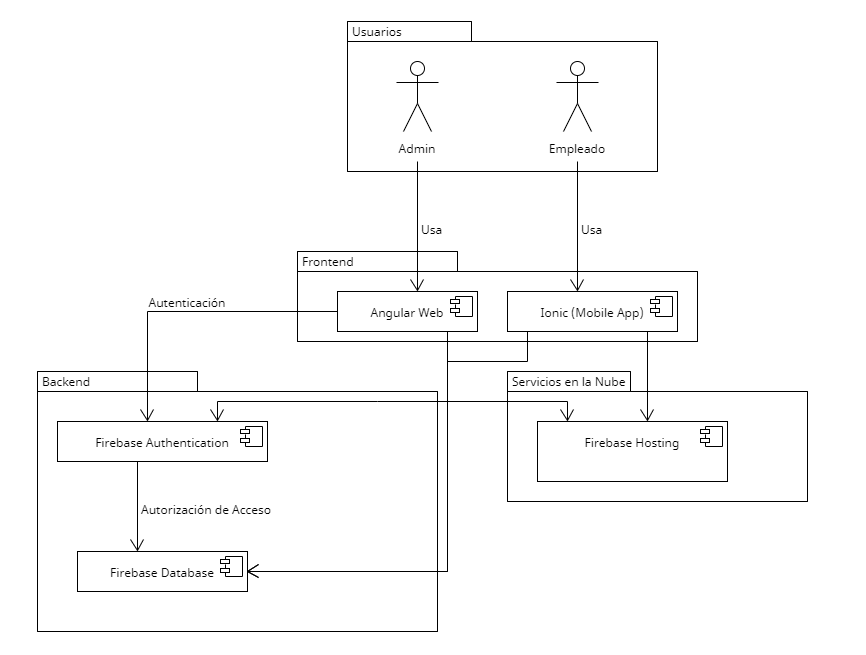 Usuarios
Admin
Empleado
Usa
Usa
Frontend
Angular Web
Ionic (Mobile App)
Autenticación
Backend
Servicios en la Nube
Firebase Authentication
Firebase Hosting
Autorización de Acceso
Firebase Database